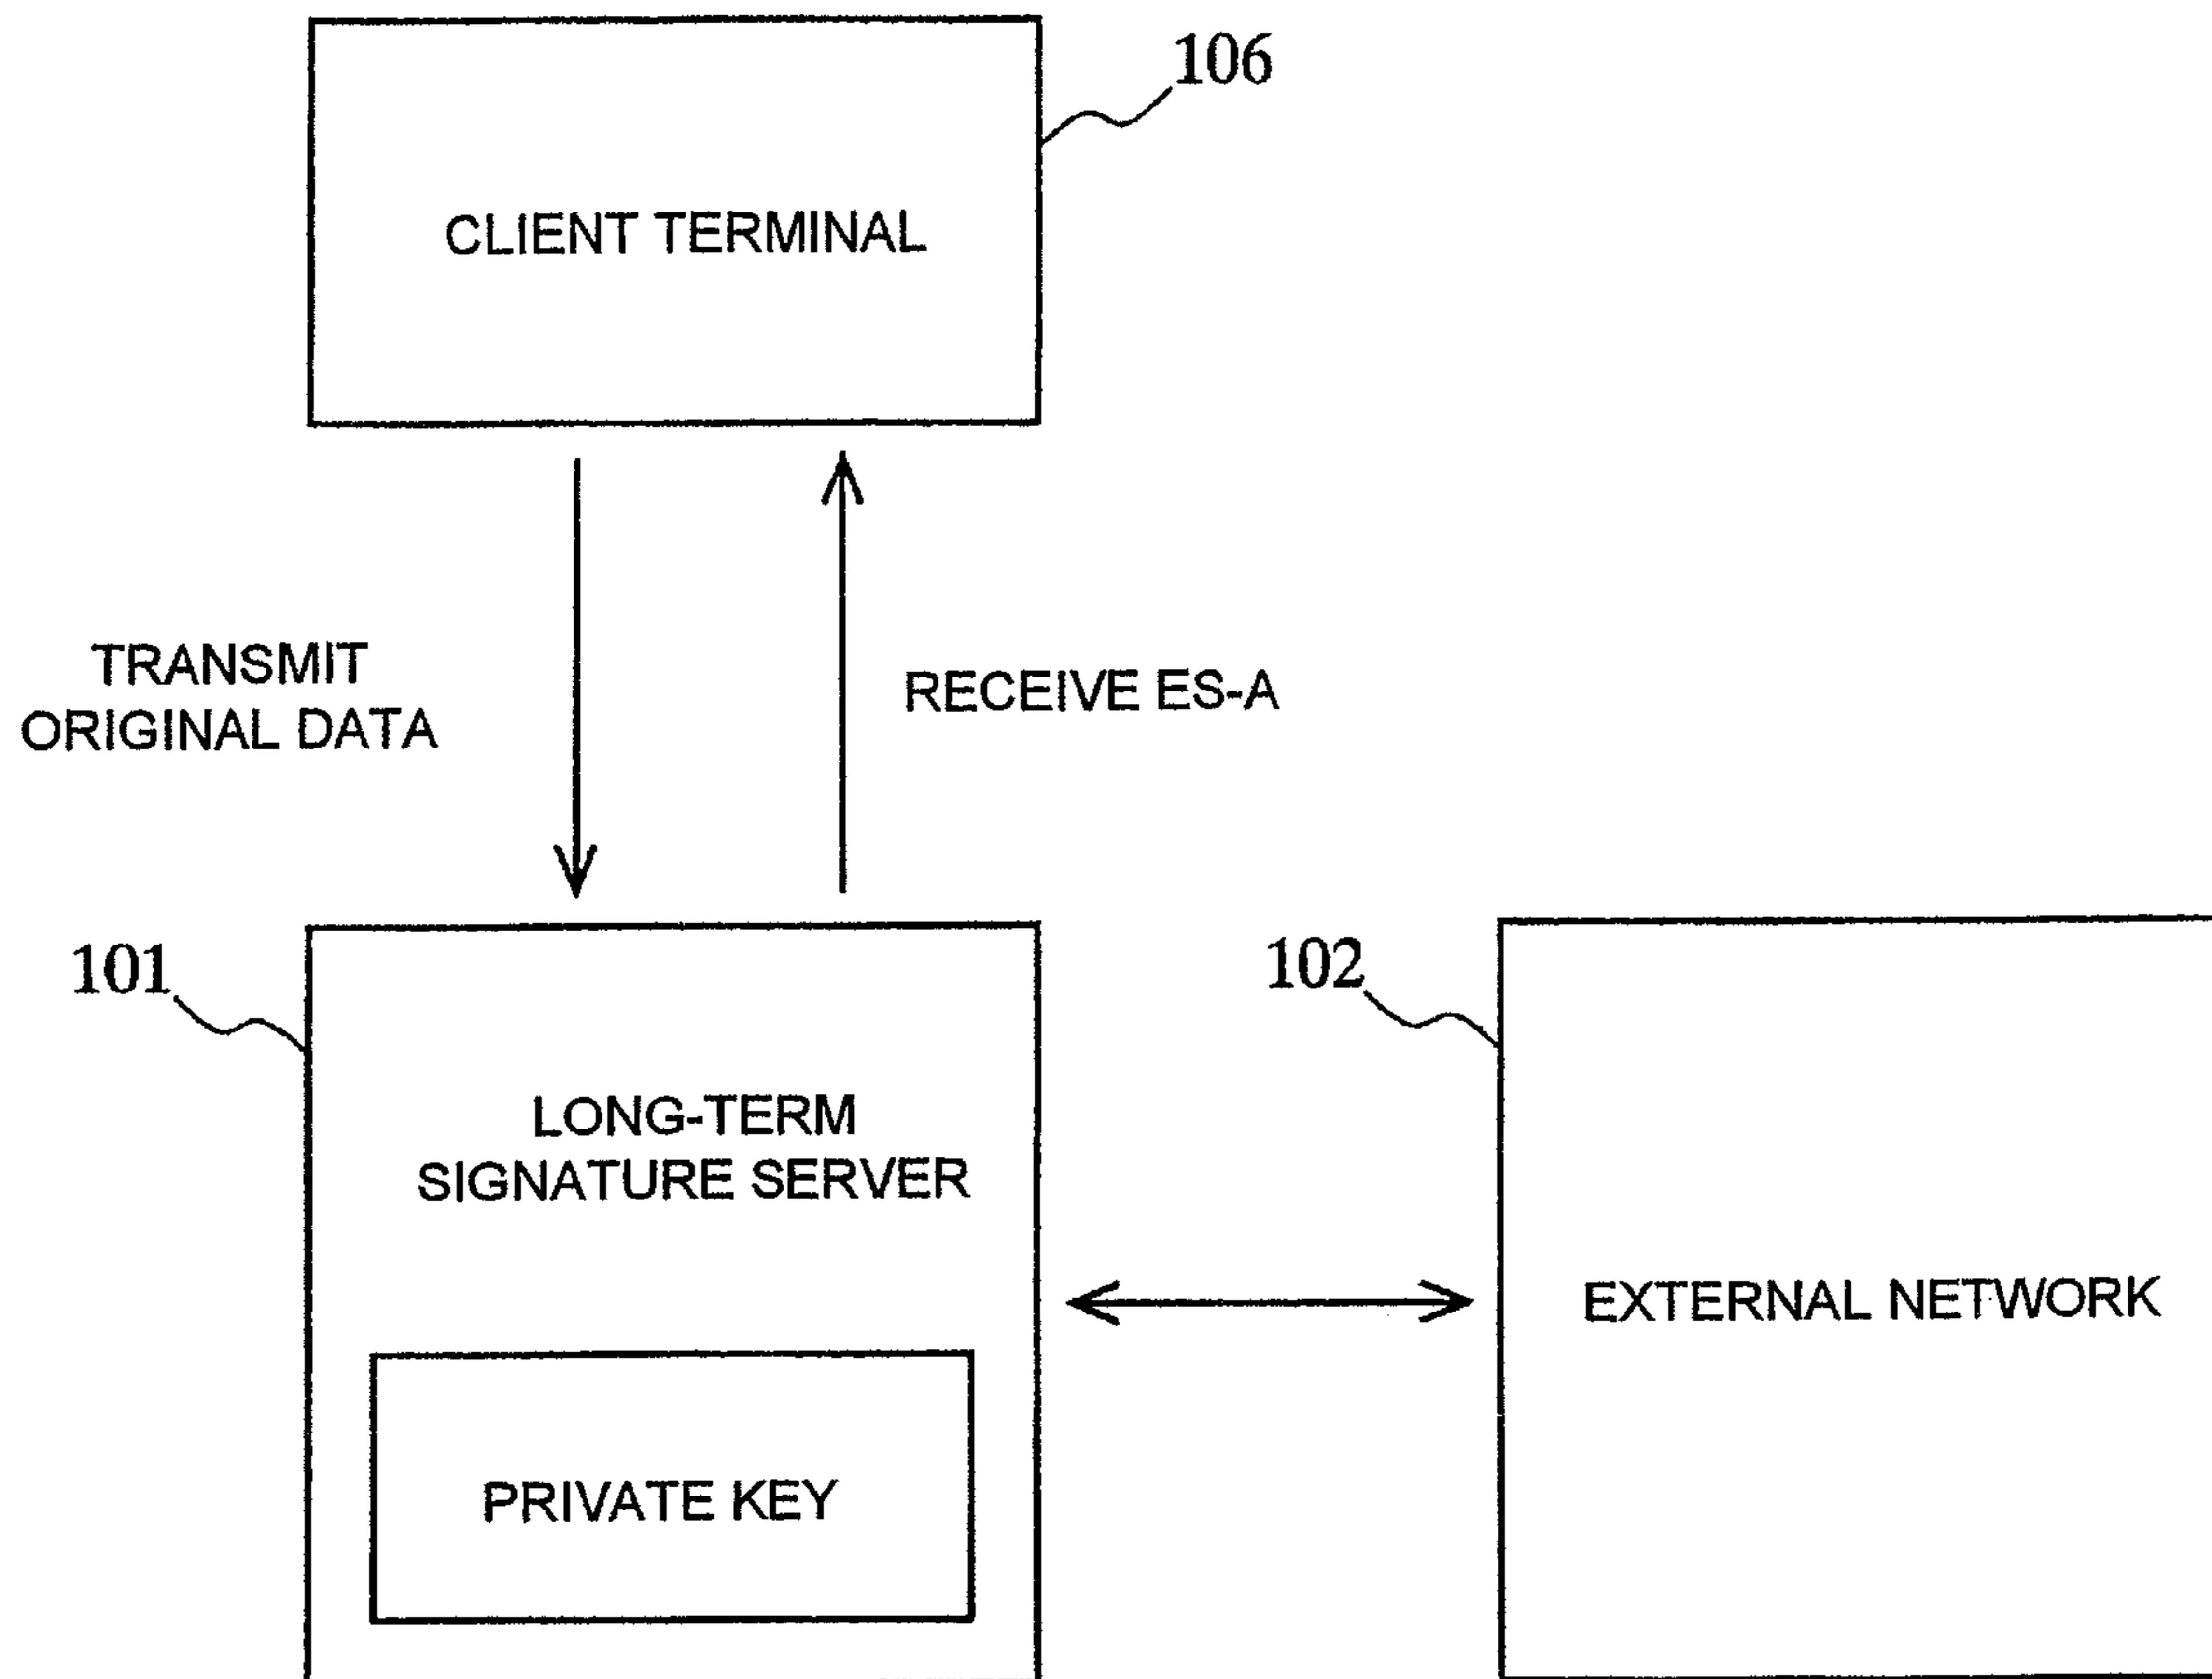 106
CLIENT TERMINAL
TRANSMIT
ORIGINAL DATA
RECEIVE ES-A
101
102
LONG-TERM
SIGNATURE SERVER
EXTERNAL NETWORK
PRIVATE KEY